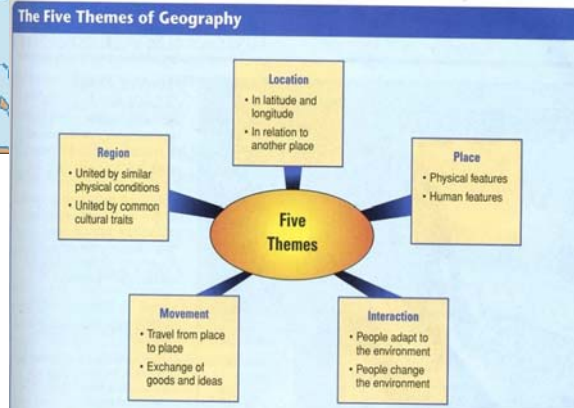 The Five Themes of Geography
Location
• In latitude and
longitude
• In relation to
another place
Region
• United by similar
physical conditions
• United by common
cultural traits
Place
• Physical features
• Human features
Five
Themes
Movement
• Travel from place
to place
• Exchange of
goods and ideas
Interaction
• People adapt to
the environment
• People change
the environment